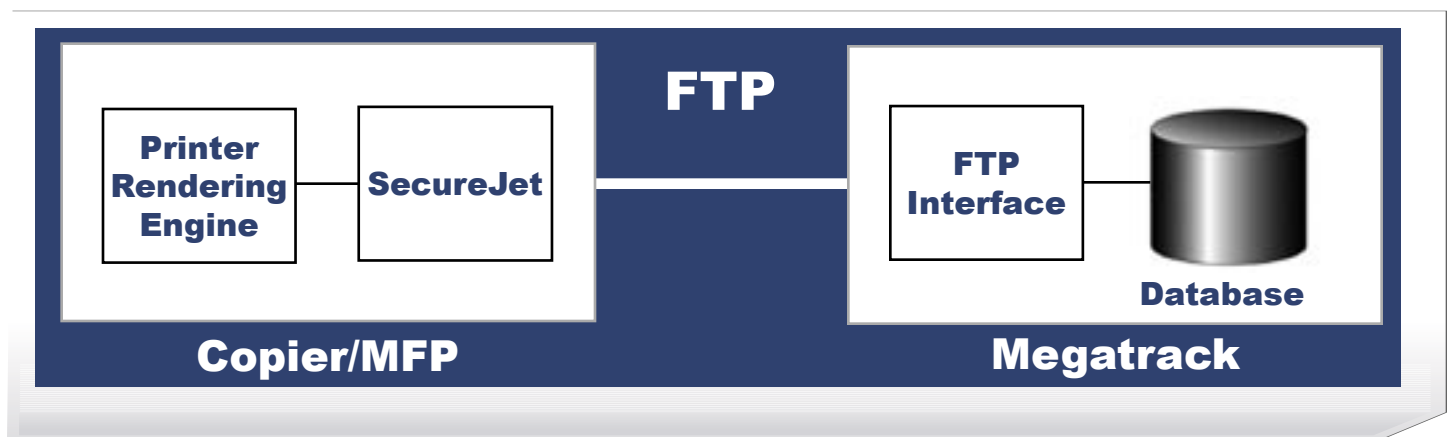 FTP
Printer
Rendering
Engine
SecureJet
FTP
Interface
Database
Copier/MFP
Megatrack